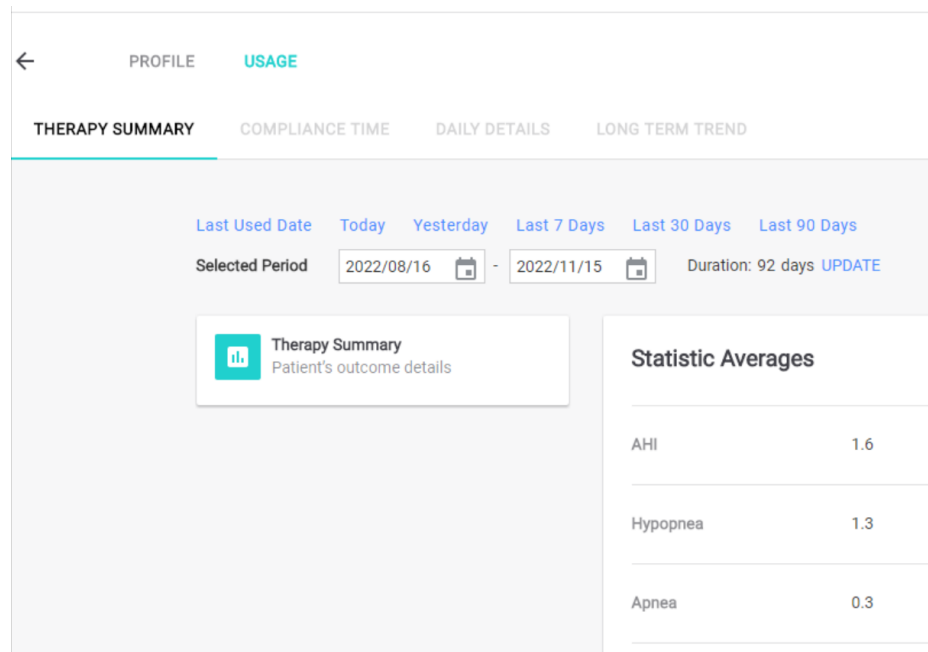 PROFILE USAGE
THERAPY SUMMARY COMPLIANCE TIME DAILY DETAILS LONG TERM TREND
Last Used Date Today Yesterday Last 7 Days Last 30 Days Last 90 Days
Selected Period 2022/08/16 - 2022/11/15 Duration: 92 days UPDATE
Therapy Summary
Patient's outcome details
Statistic Averages
AHI 1.6
Hypopnea 1.3
Apnea 0.3